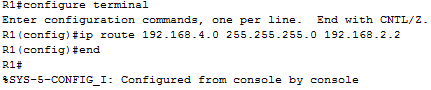 R1#configure terminal
Enter configuration commands, one per line.  End with CNTL/Z.
R1(config)#ip route 192.168.4.0 255.255.255.0 192.168.2.2
R1(config)#end
R1#
%SYS-5-CONFIG_I: Configured from console by console